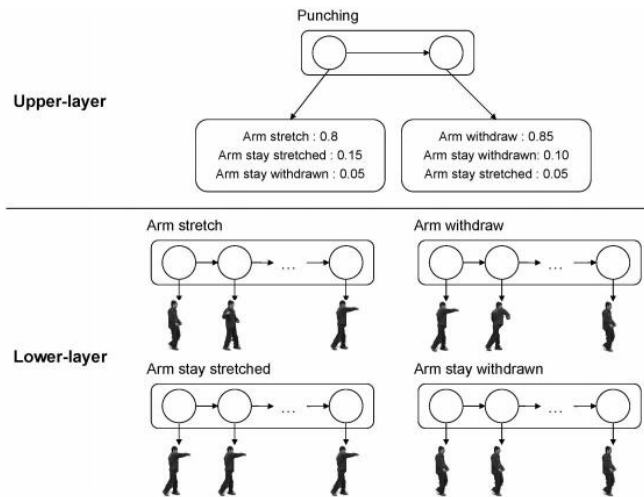 Punching
Upper-layer
Arm stretch : 0.8
Arm stay stretched : 0.15
Arm stay withdrawn : 0.05
Arm withdraw : 0.85
Arm stay withdrawn: 0.10
Arm stay stretched : 0.05
Arm stretch
Arm withdraw
...
...
Lower-layer
Arm stay stretched
Arm stay withdrawn
...
...